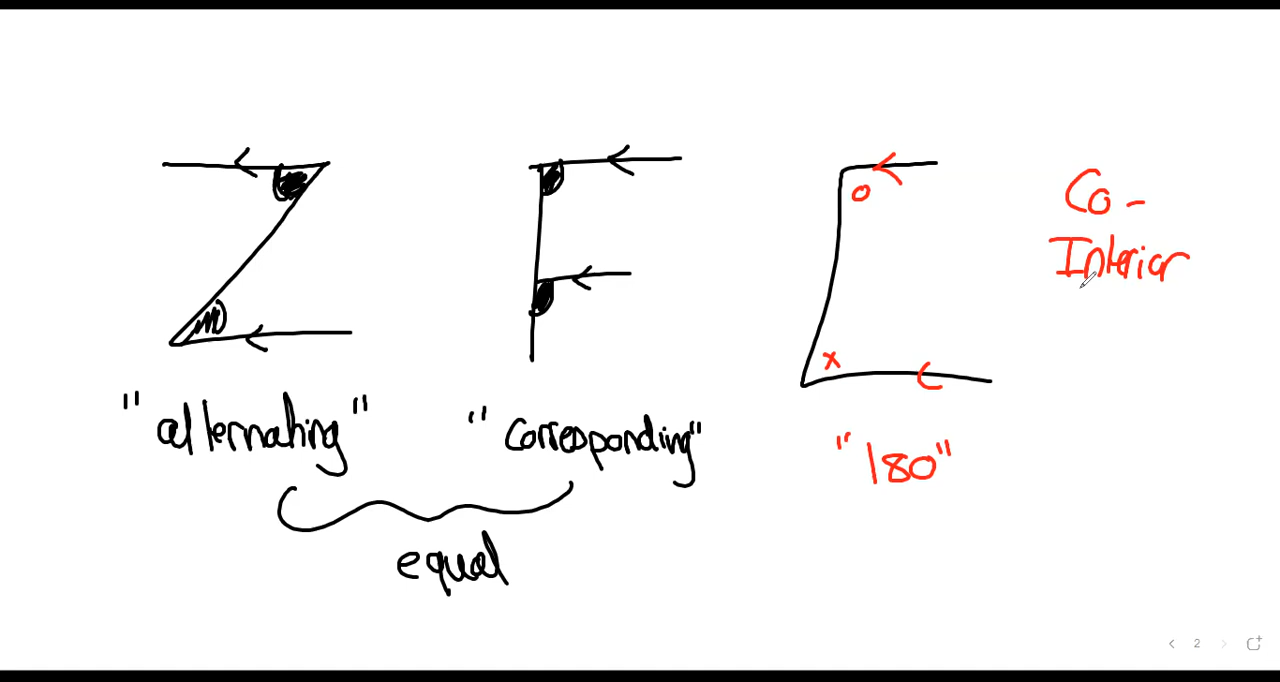 "alternating"
"corresponding"
equal
o
x
"180"
Co-
Interior
2